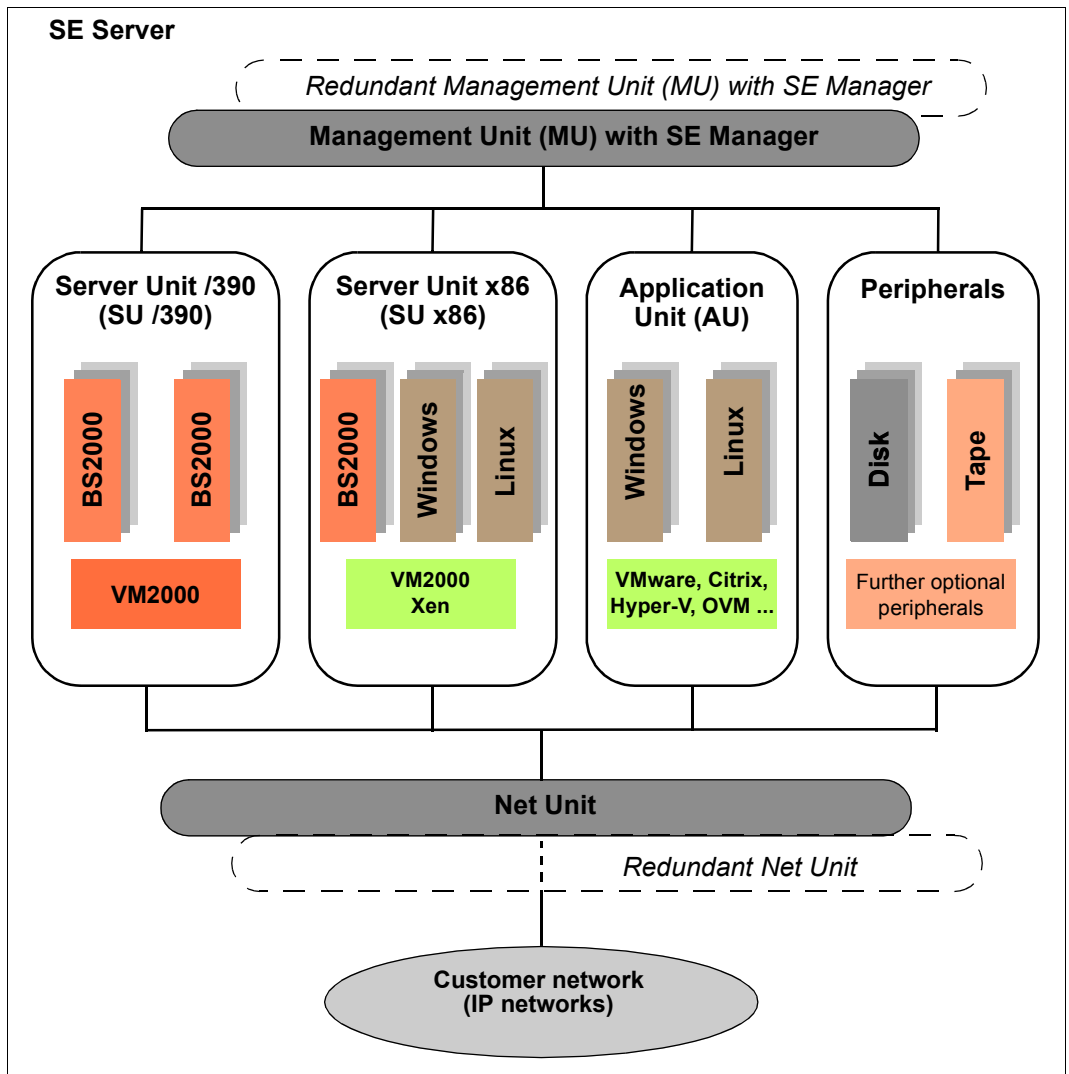 SE Server
Redundant Management Unit (MU) with SE Manager
Management Unit (MU) with SE Manager
Server Unit /390
(SU /390)
BS2000
BS2000
VM2000
Server Unit x86
(SU x86)
BS2000
Windows
Linux
VM2000
Xen
Application
Unit (AU)
Windows
Linux
VMware, Citrix,
Hyper-V, OVM ...
Peripherals
Disk
Tape
Further optional
peripherals
Net Unit
Redundant Net Unit
Customer network
(IP networks)